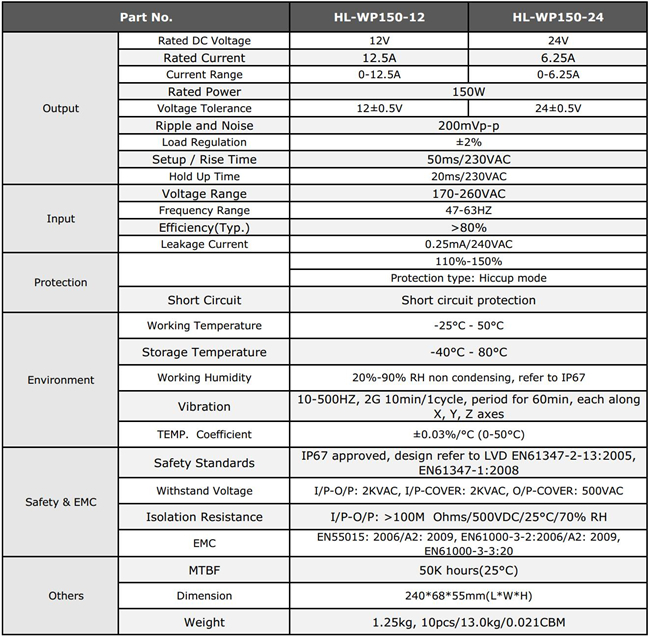 Part No. HL-WP150-12 HL-WP150-24
Output
Rated DC Voltage 12V 24V
Rated Current 12.5A 6.25A
Current Range 0-12.5A 0-6.25A
Rated Power 150W
Voltage Tolerance 12±0.5V 24±0.5V
Ripple and Noise 200mVp-p
Load Regulation ±2%
Setup / Rise Time 50ms/230VAC
Hold Up Time 20ms/230VAC
Input
Voltage Range 170-260VAC
Frequency Range 47-63HZ
Efficiency(Typ.) >80%
Leakage Current 0.25mA/240VAC
Protection
110%-150%
Protection type: Hiccup mode
Short Circuit Short circuit protection
Environment
Working Temperature -25°C - 50°C
Storage Temperature -40°C - 80°C
Working Humidity 20%-90% RH non condensing, refer to IP67
Vibration 10-500HZ, 2G 10min/1cycle, period for 60min, each along
X, Y, Z axes
TEMP. Coefficient ±0.03%/°C (0-50°C)
Safety & EMC
Safety Standards IP67 approved, design refer to LVD EN61347-2-13:2005,
EN61347-1:2008
Withstand Voltage I/P-O/P: 2KVAC, I/P-COVER: 2KVAC, O/P-COVER: 500VAC
Isolation Resistance I/P-O/P: >100M Ohms/500VDC/25°C/70% RH
EMC EN55015: 2006/A2: 2009, EN61000-3-2:2006/A2: 2009,
EN61000-3-3:20
Others
MTBF 50K hours(25°C)
Dimension 240*68*55mm(L*W*H)
Weight 1.25kg, 10pcs/13.0kg/0.021CBM